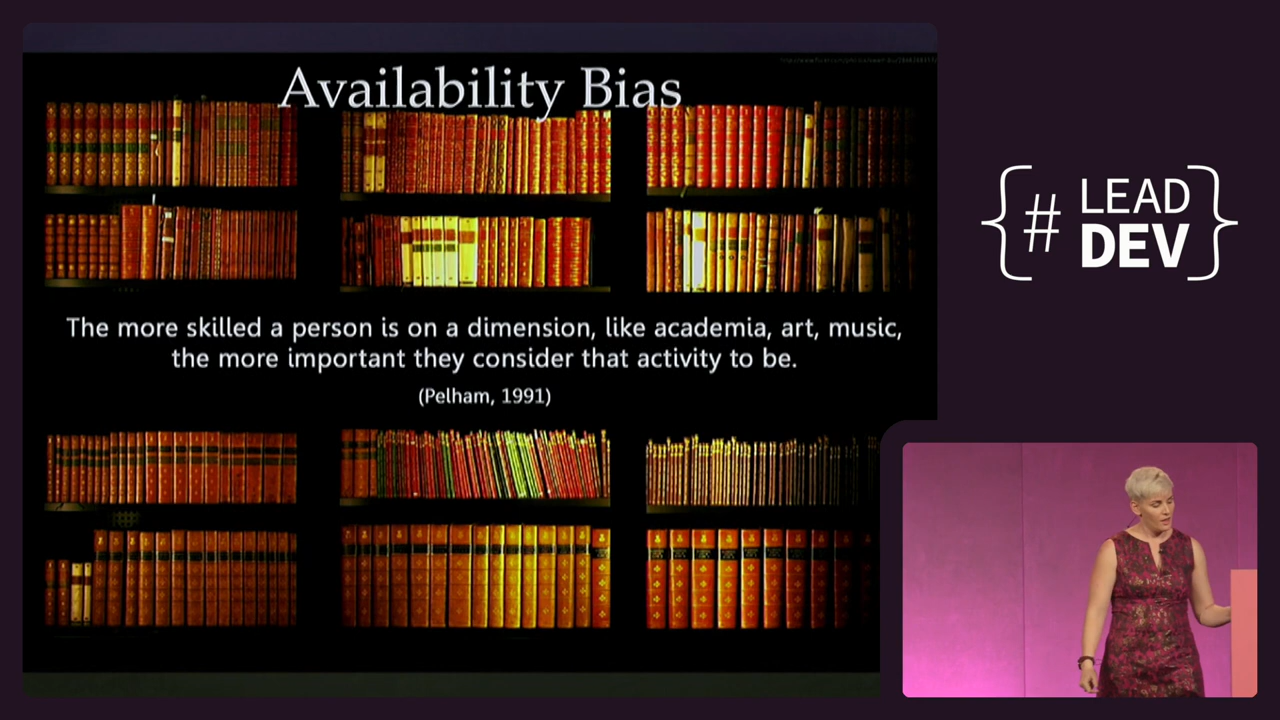 Availability Bias
The more skilled a person is on a dimension, like academia, art, music,
the more important they consider that activity to be.
(Pelham, 1991)
{# LEAD
DEV}